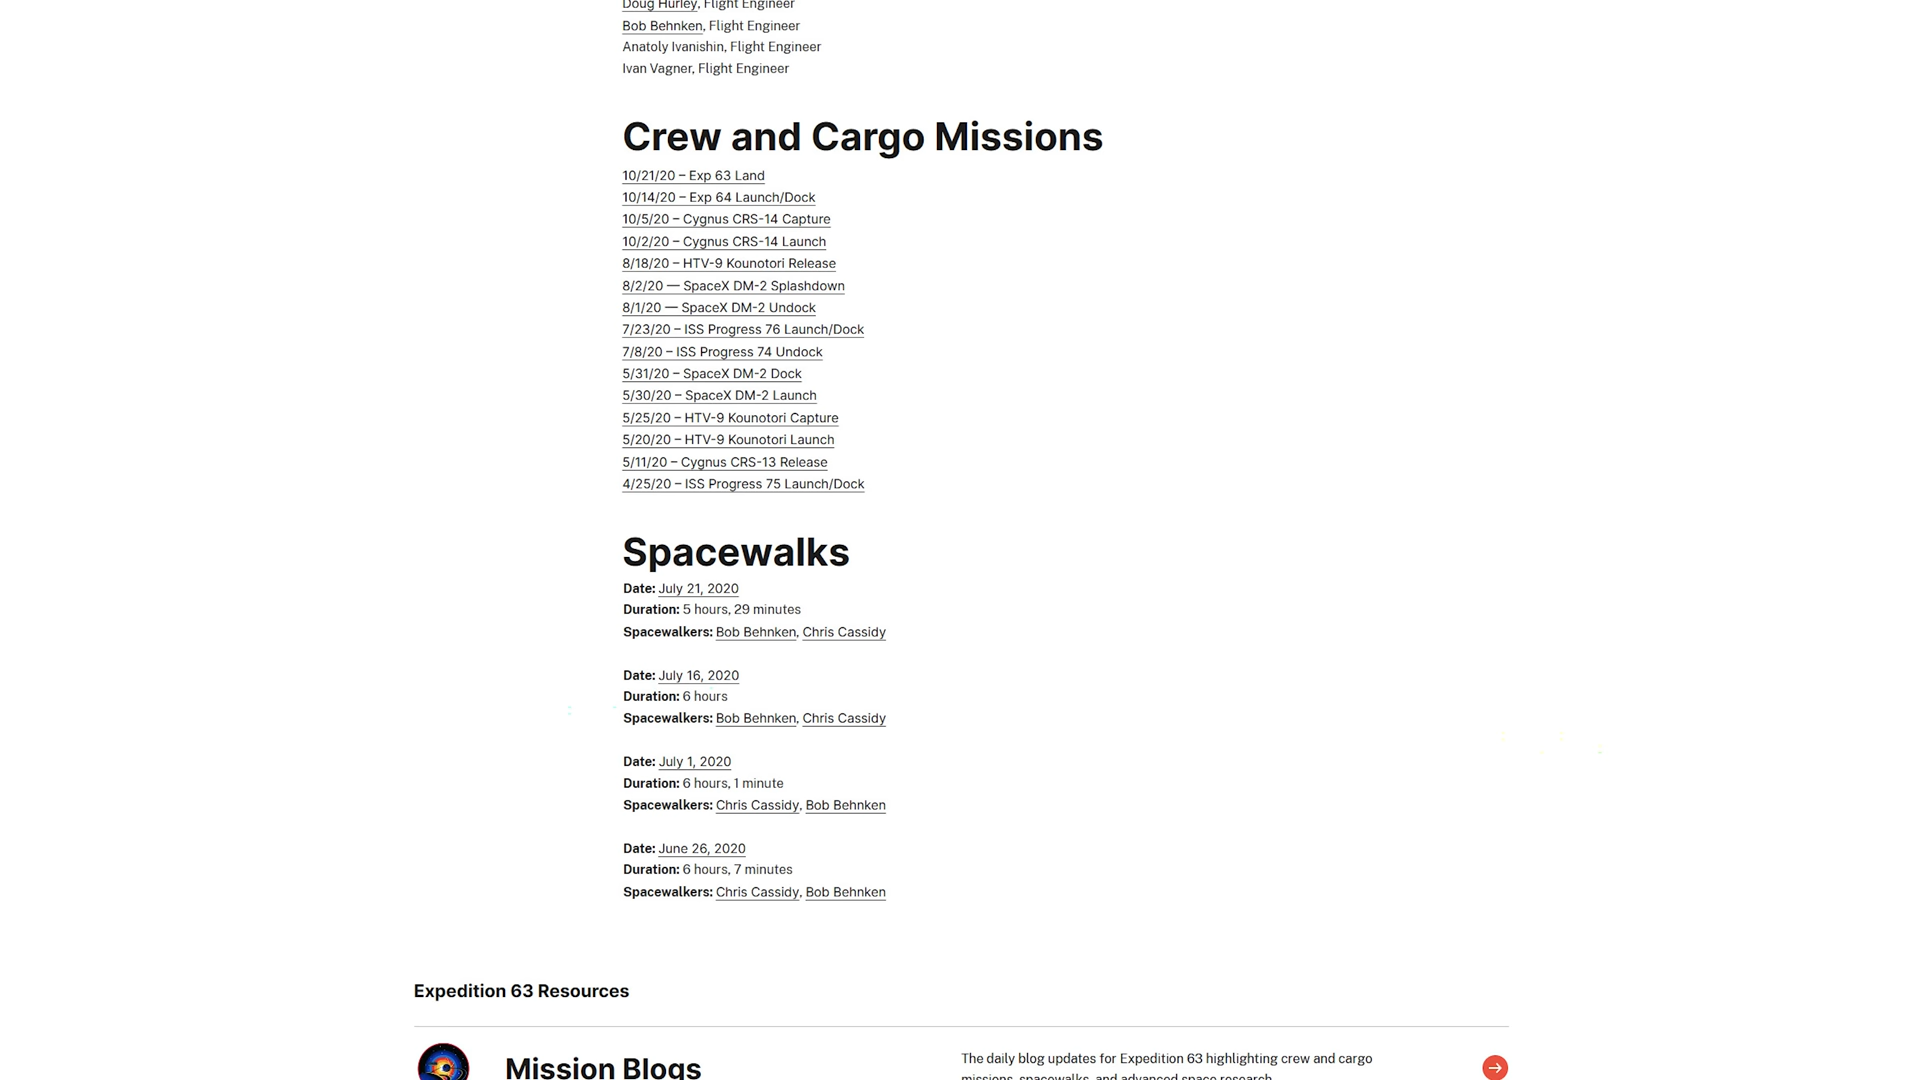 Doug Hurley, Flight Engineer
Bob Behnken, Flight Engineer
Anatoly Ivanishin, Flight Engineer
Ivan Vagner, Flight Engineer
Crew and Cargo Missions
10/21/20 – Exp 63 Land
10/14/20 – Exp 64 Launch/Dock
10/5/20 – Cygnus CRS-14 Capture
10/2/20 – Cygnus CRS-14 Launch
8/18/20 – HTV-9 Kounotori Release
8/2/20 — SpaceX DM-2 Splashdown
8/1/20 — SpaceX DM-2 Undock
7/23/20 – ISS Progress 76 Launch/Dock
7/8/20 – ISS Progress 74 Undock
5/31/20 – SpaceX DM-2 Dock
5/30/20 – SpaceX DM-2 Launch
5/25/20 – HTV-9 Kounotori Capture
5/20/20 – HTV-9 Kounotori Launch
5/11/20 – Cygnus CRS-13 Release
4/25/20 – ISS Progress 75 Launch/Dock
Spacewalks
Date: July 21, 2020
Duration: 5 hours, 29 minutes
Spacewalkers: Bob Behnken, Chris Cassidy
Date: July 16, 2020
Duration: 6 hours
Spacewalkers: Bob Behnken, Chris Cassidy
Date: July 1, 2020
Duration: 6 hours, 1 minute
Spacewalkers: Chris Cassidy, Bob Behnken
Date: June 26, 2020
Duration: 6 hours, 7 minutes
Spacewalkers: Chris Cassidy, Bob Behnken
Expedition 63 Resources
Mission Blogs
The daily blog updates for Expedition 63 highlighting crew and cargo
missions, spacewalks, and advanced space research.